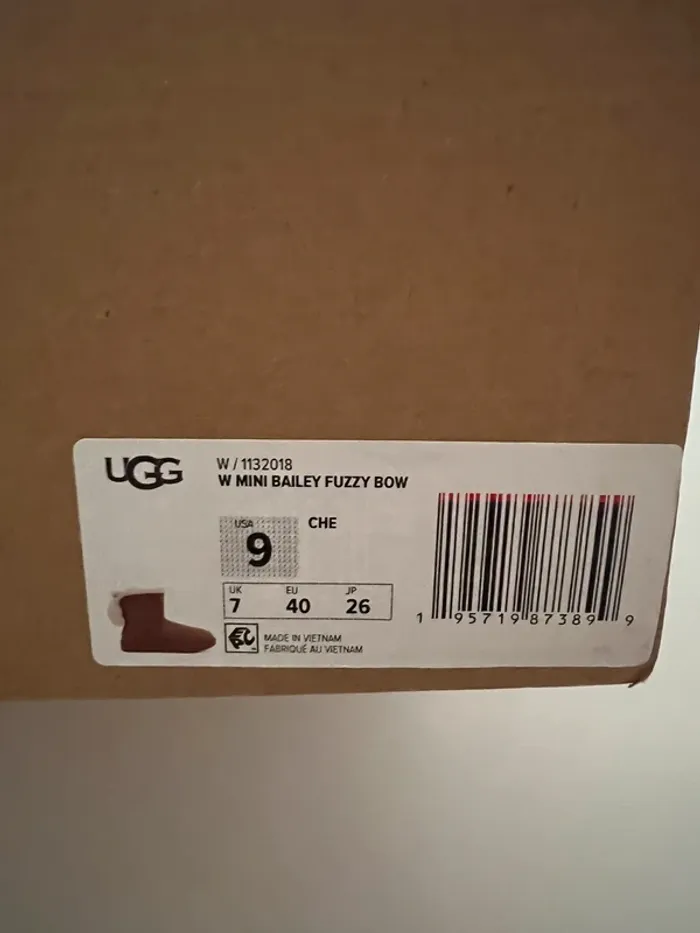 UGG
W / 1132018
W MINI BAILEY FUZZY BOW
USA
9
CHE
UK EU JP
7 40 26
MADE IN VIETNAM
FABRIQUÉ AU VIETNAM
1 95719 87389 9